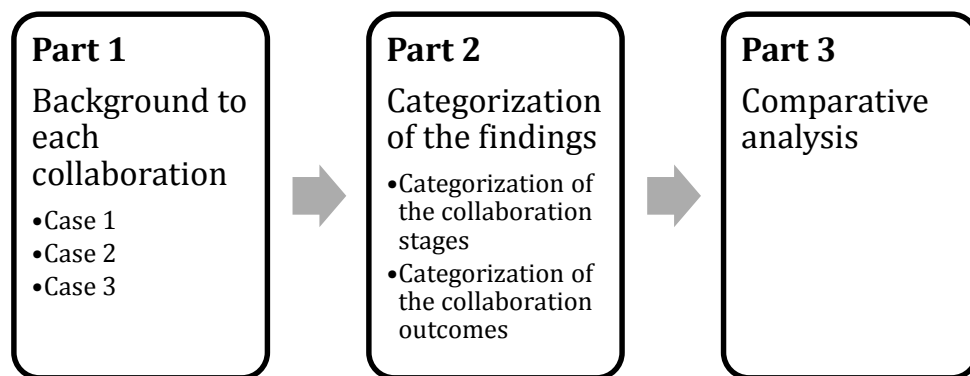 Part 1
Background to
each
collaboration
•Case 1
•Case 2
•Case 3
Part 2
Categorization
of the findings
•Categorization of
the collaboration
stages
•Categorization of
the collaboration
outcomes
Part 3
Comparative
analysis